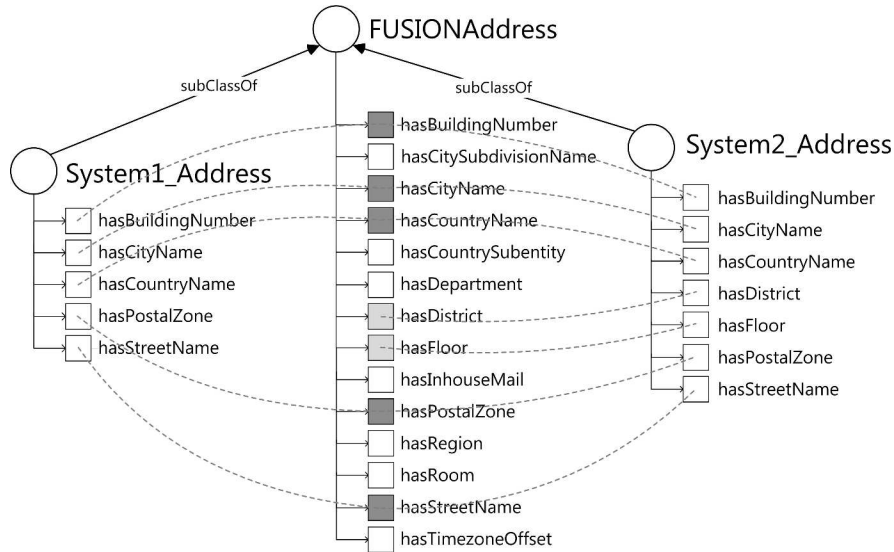 FUSIONAddress
subClassOf
subClassOf
System1_Address
hasBuildingNumber
hasCityName
hasCountryName
hasPostalZone
hasStreetName
hasBuildingNumber
hasCitySubdivisionName
hasCityName
hasCountryName
hasCountrySubentity
hasDepartment
hasDistrict
hasFloor
hasInhouseMail
hasPostalZone
hasRegion
hasRoom
hasStreetName
hasTimezoneOffset
System2_Address
hasBuildingNumber
hasCityName
hasCountryName
hasDistrict
hasFloor
hasPostalZone
hasStreetName